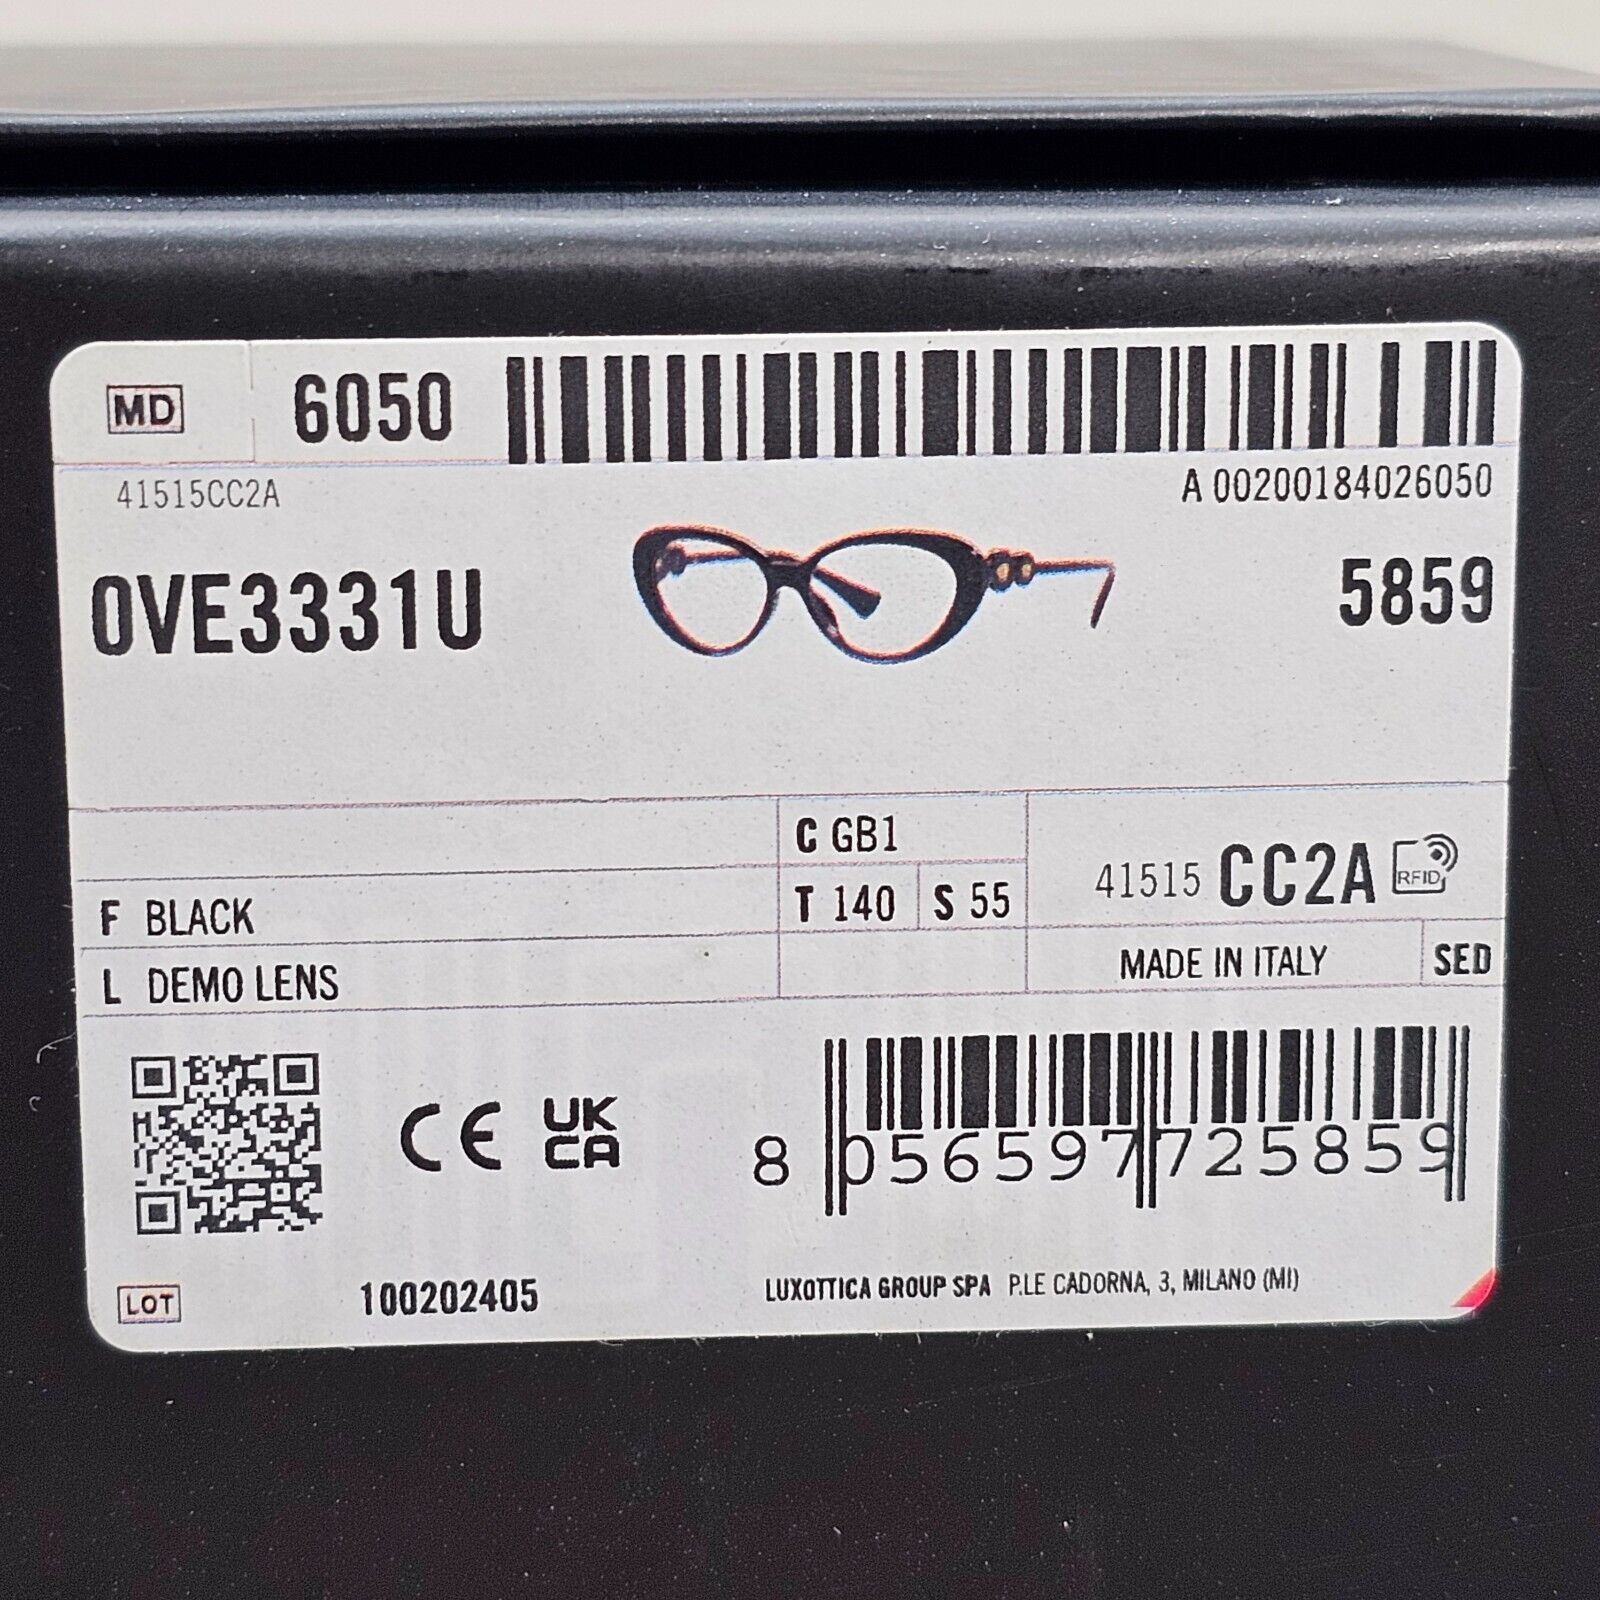 MD 6050
A 00200184026050
41515CC2A
0VE3331U 5859
C GB1
F BLACK T 140 S 55 41515 CC2A RFID
L DEMO LENS MADE IN ITALY SED
CE UK
CA
8 056597 725859
LOT 100202405 LUXOTTICA GROUP SPA P.LE CADORNA, 3, MILANO (MI)